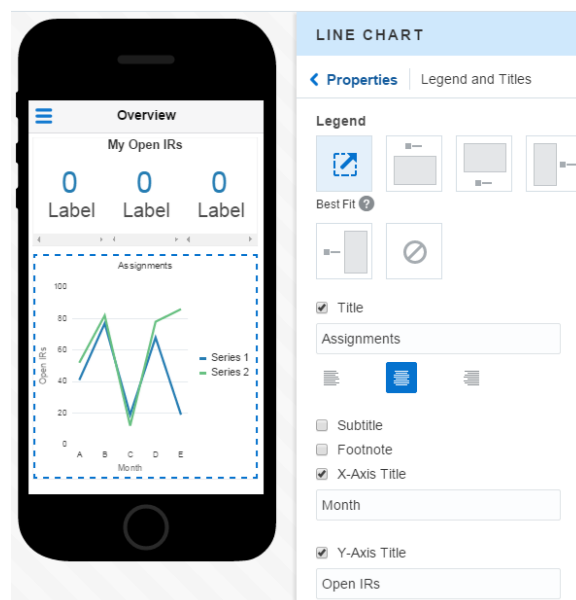 Overview
My Open IRs
0 0 0
Label Label Label
Assignments
100
80
60
40
20
0
Open IRs
A B C D E
Month
Series 1
Series 2
LINE CHART
Properties Legend and Titles
Legend
Best Fit ?
Title
Assignments
Subtitle
Footnote
X-Axis Title
Month
Y-Axis Title
Open IRs